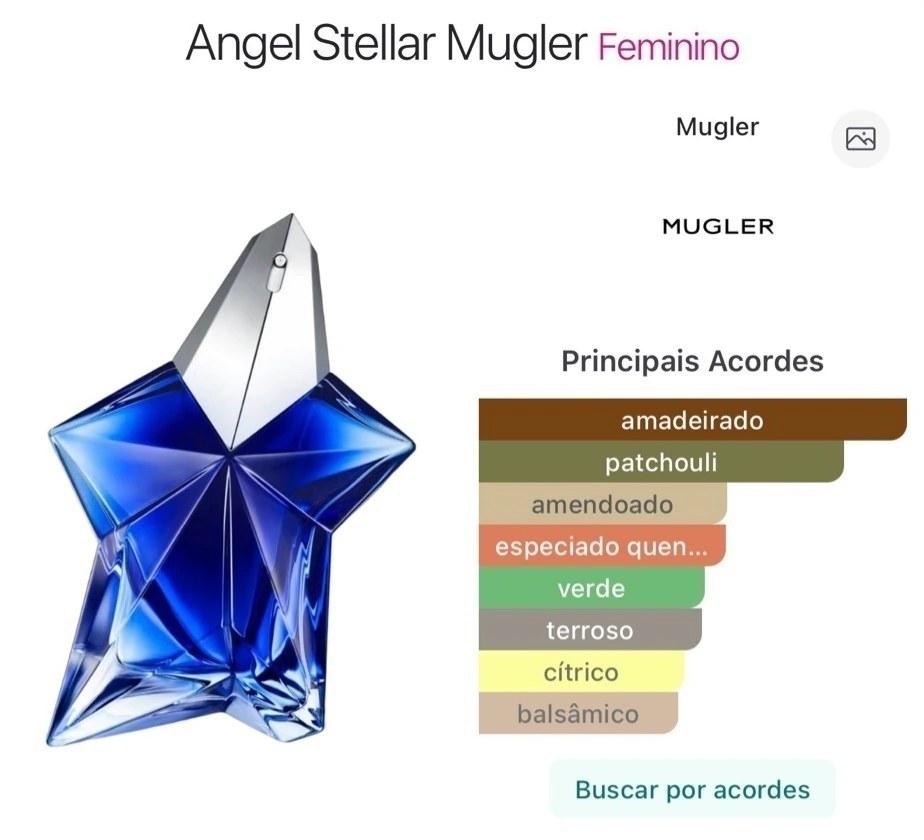 Angel Stellar Mugler Feminino
Mugler
MUGLER
Principais Acordes
amadeirado
patchouli
amendoado
especiado quen...
verde
terroso
cítrico
balsâmico
Buscar por acordes